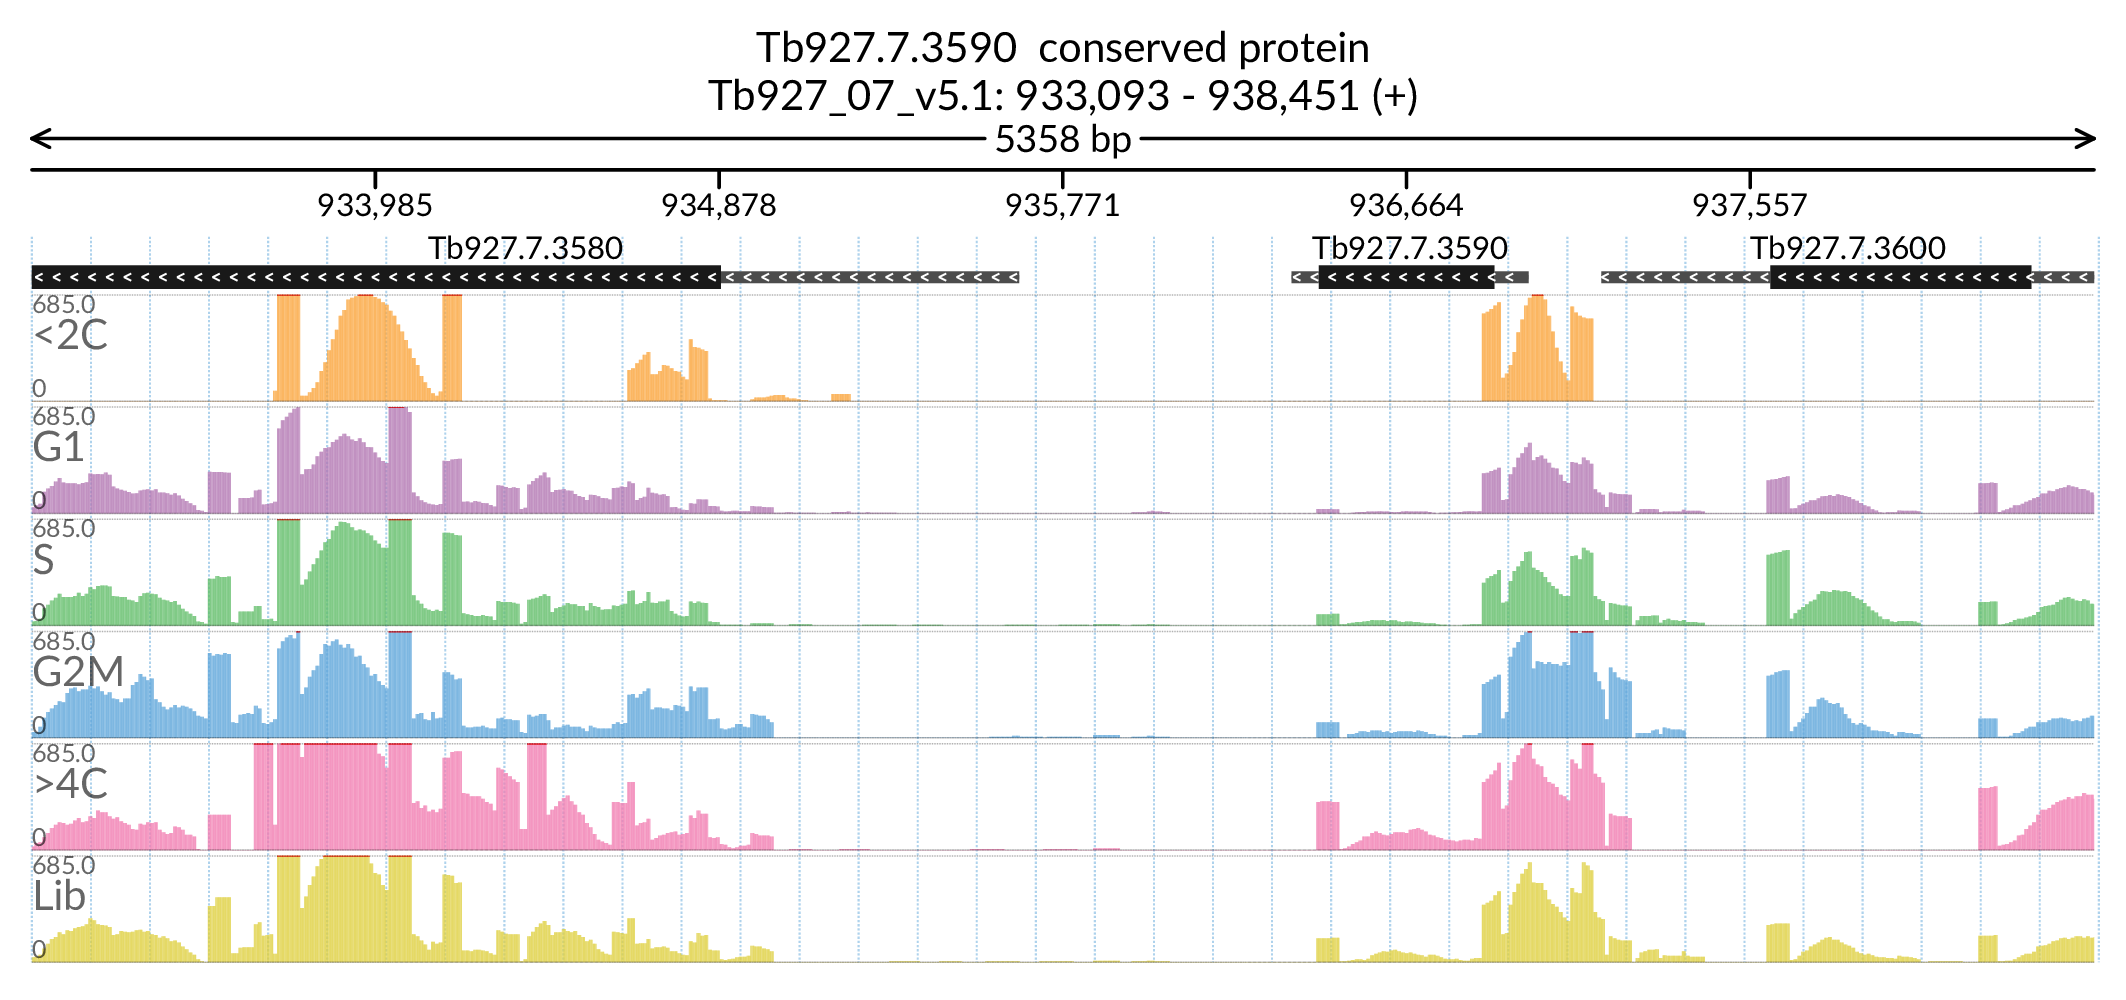 Tb927.7.3590  conserved protein
Tb927_07_v5.1: 933,093 - 938,451 (+)
5358 bp
933,985 934,878 935,771 936,664 937,557
Tb927.7.3580 Tb927.7.3590 Tb927.7.3600
685.0
<2C
0
685.0
G1
0
685.0
S
0
685.0
G2M
0
685.0
>4C
0
685.0
Lib
0